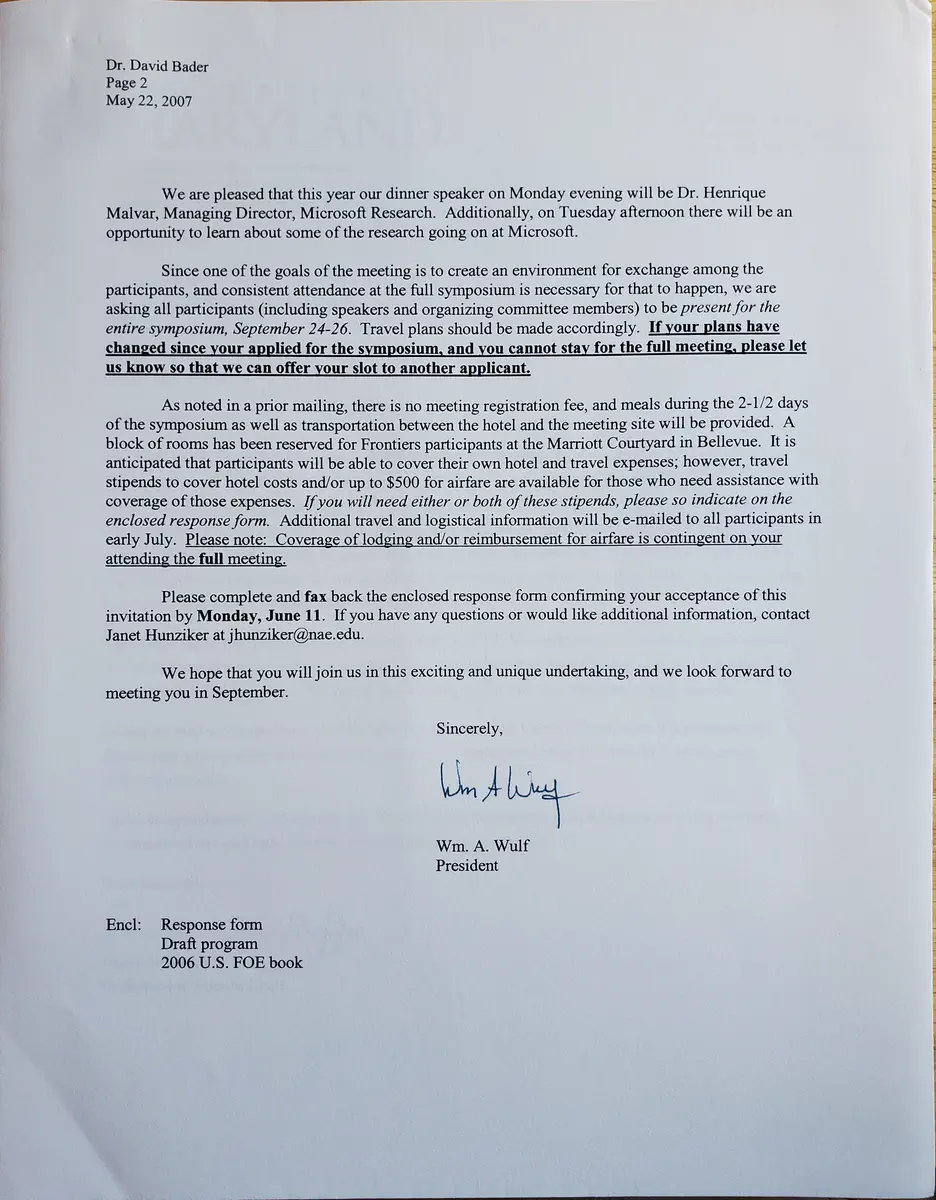 Dr. David Bader
Page 2
May 22, 2007
We are pleased that this year our dinner speaker on Monday evening will be Dr. Henrique
Malvar, Managing Director, Microsoft Research.  Additionally, on Tuesday afternoon there will be an
opportunity to learn about some of the research going on at Microsoft.
Since one of the goals of the meeting is to create an environment for exchange among the
participants, and consistent attendance at the full symposium is necessary for that to happen, we are
asking all participants (including speakers and organizing committee members) to be present for the
entire symposium, September 24-26.  Travel plans should be made accordingly.  If your plans have
changed since your applied for the symposium, and you cannot stay for the full meeting, please let
us know so that we can offer your slot to another applicant.
As noted in a prior mailing, there is no meeting registration fee, and meals during the 2-1/2 days
of the symposium as well as transportation between the hotel and the meeting site will be provided.  A
block of rooms has been reserved for Frontiers participants at the Marriott Courtyard in Bellevue.  It is
anticipated that participants will be able to cover their own hotel and travel expenses; however, travel
stipends to cover hotel costs and/or up to $500 for airfare are available for those who need assistance with
coverage of those expenses.  If you will need either or both of these stipends, please so indicate on the
enclosed response form.  Additional travel and logistical information will be e-mailed to all participants in
early July.  Please note:  Coverage of lodging and/or reimbursement for airfare is contingent on your
attending the full meeting.
Please complete and fax back the enclosed response form confirming your acceptance of this
invitation by Monday, June 11.  If you have any questions or would like additional information, contact
Janet Hunziker at jhunziker@nae.edu.
We hope that you will join us in this exciting and unique undertaking, and we look forward to
meeting you in September.
Sincerely,
Wm A Wulf
Wm. A. Wulf
President
Encl: Response form
Draft program
2006 U.S. FOE book